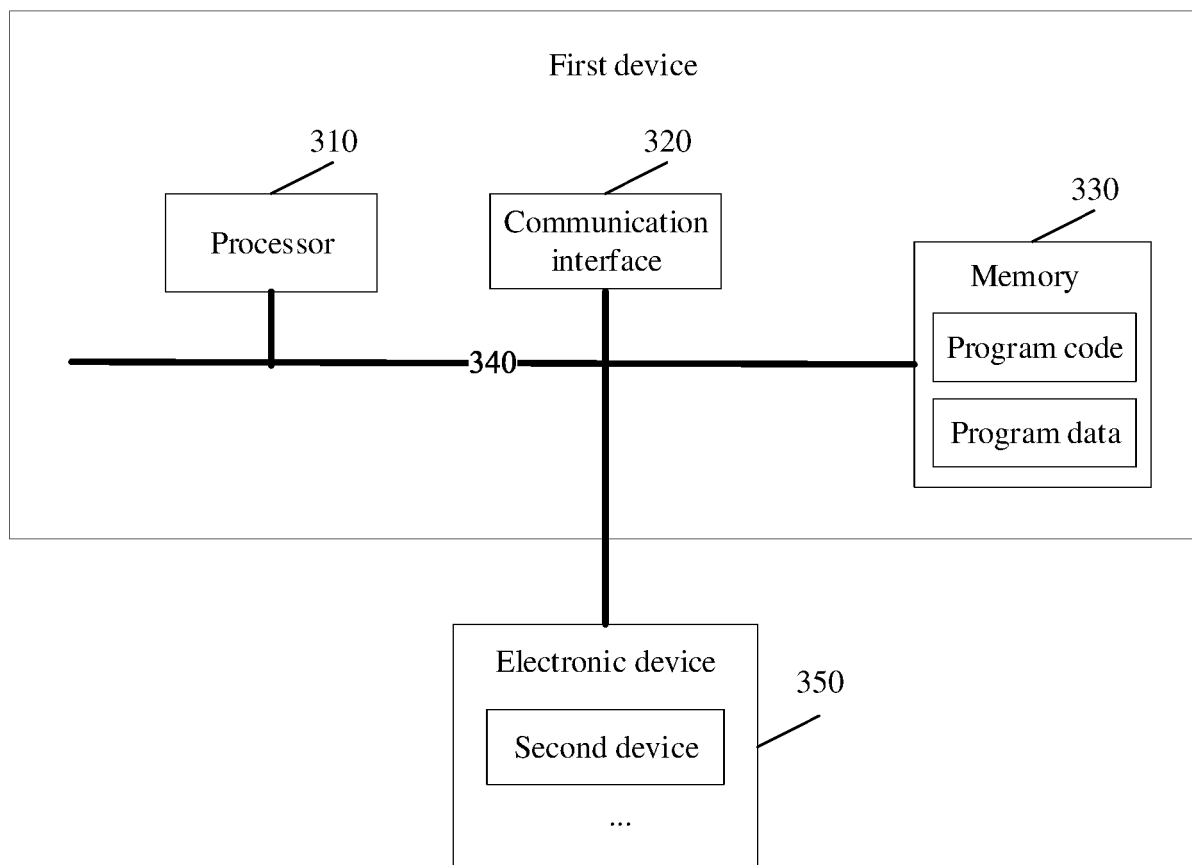 First device
310
320
330
Processor
Communication
interface
Memory
Program code
340
Program data
Electronic device
350
Second device
...